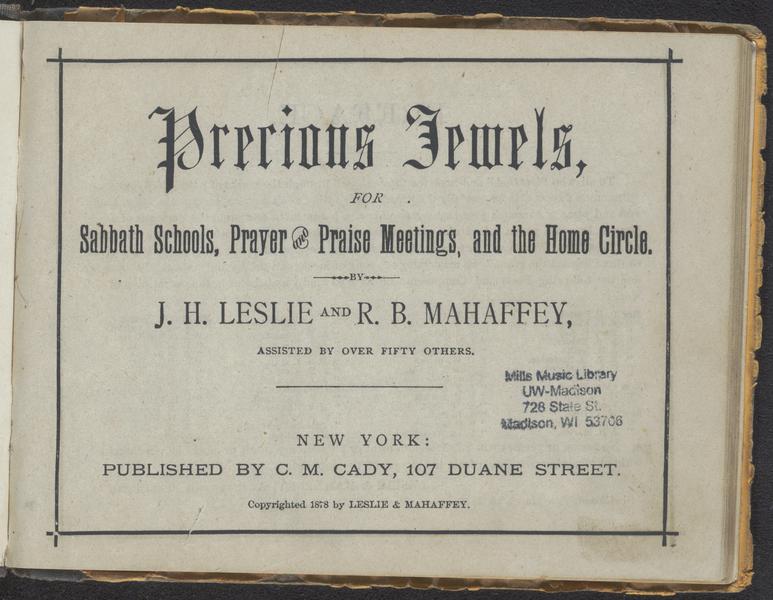 Precious Jewels,
FOR
Sabbath Schools, Prayer and Praise Meetings, and the Home Circle.
BY
J. H. LESLIE AND R. B. MAHAFFEY,
ASSISTED BY OVER FIFTY OTHERS.
Mills Music Library
UW-Madison
728 State St.
Madison, WI 53706
NEW YORK:
PUBLISHED BY C. M. CADY, 107 DUANE STREET.
Copyrighted 1878 by LESLIE & MAHAFFEY.